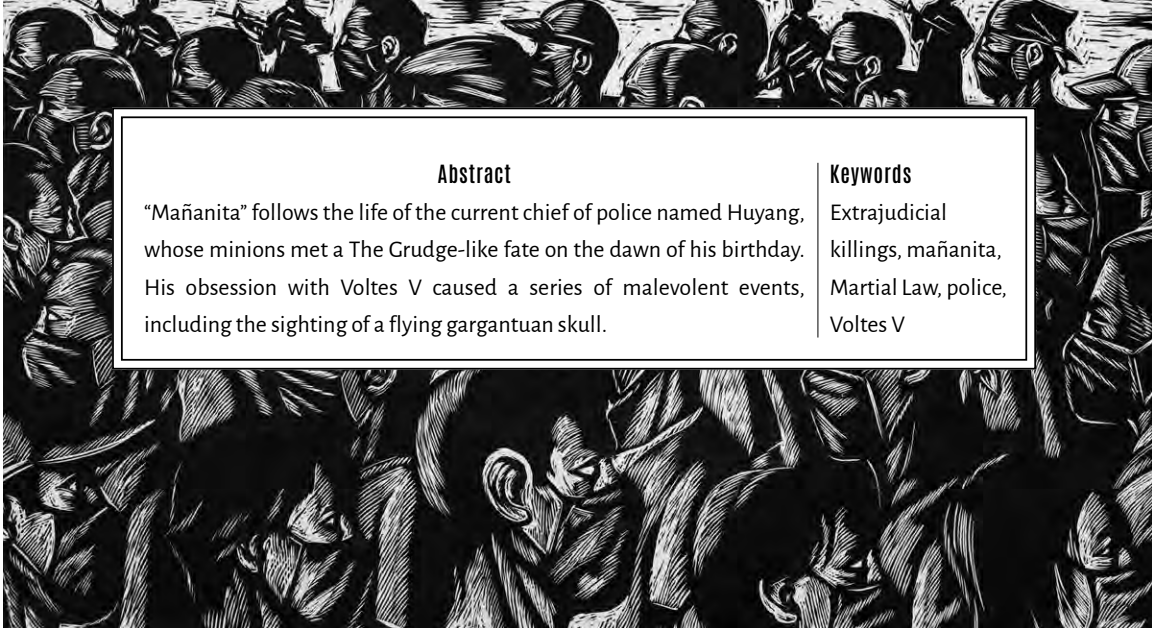 Abstract
“Mañanita” follows the life of the current chief of police named Huyang,
whose minions met a The Grudge-like fate on the dawn of his birthday.
His obsession with Voltes V caused a series of malevolent events,
including the sighting of a flying gargantuan skull.
Keywords
Extrajudicial
killings, mañanita,
Martial Law, police,
Voltes V